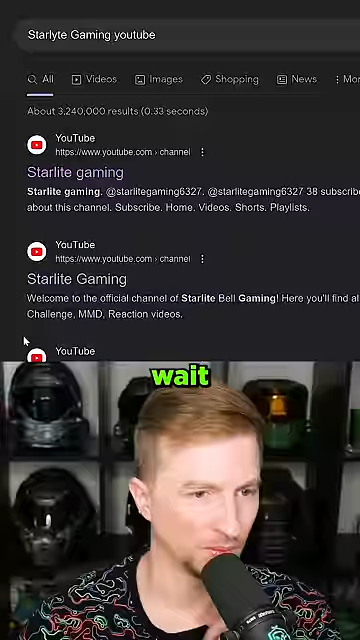 Starlyte Gaming youtube
All Videos Images Shopping News Mor
About 3,240,000 results (0.33 seconds)
YouTube
https://www.youtube.com › channel
Starlite gaming
Starlite gaming. @starlitegaming6327. @starlitegaming6327 38 subscribe
about this channel. Subscribe. Home. Videos. Shorts. Playlists.
YouTube
https://www.youtube.com › channel
Starlite Gaming
Welcome to the official channel of Starlite Bell Gaming! Here you'll find al
Challenge, MMD, Reaction videos.
YouTube
wait